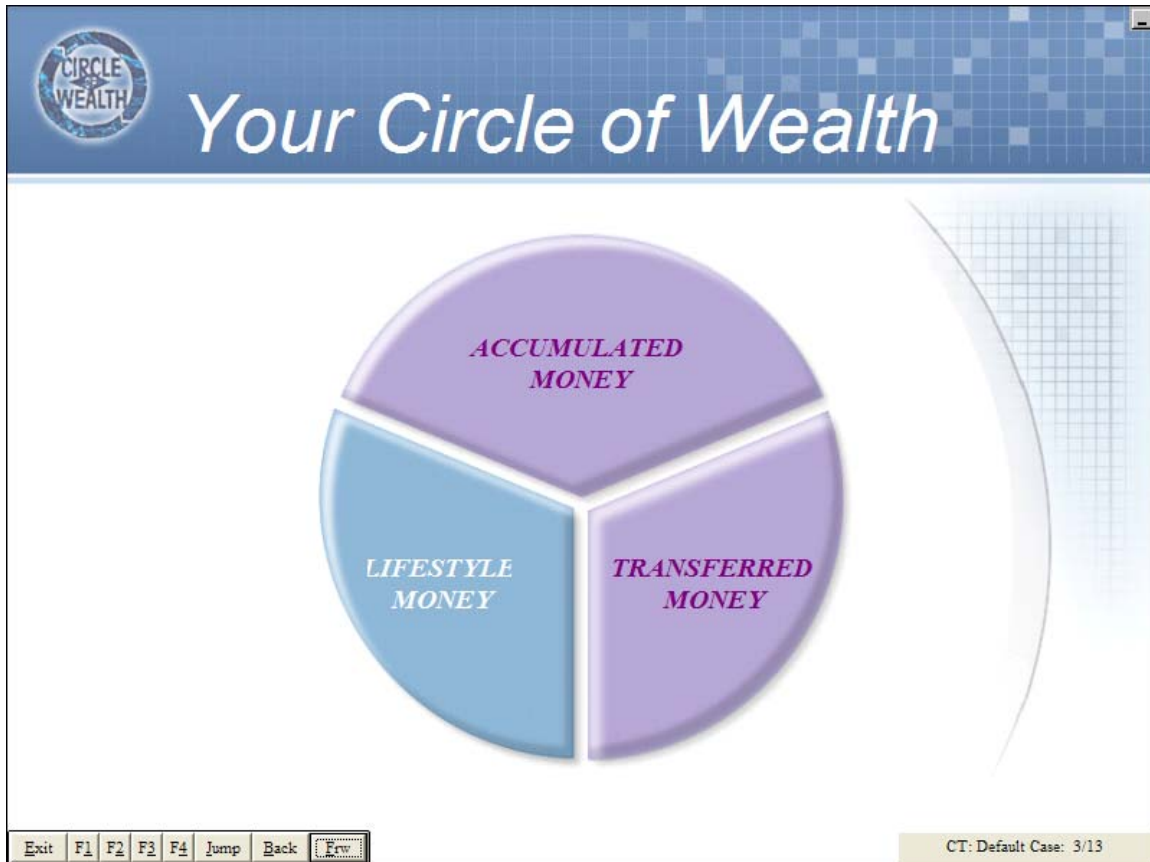 CIRCLE
OF
WEALTH
Your Circle of Wealth
ACCUMULATED
MONEY
LIFESTYLE
MONEY
TRANSFERRED
MONEY
Exit F1 F2 F3 F4 Jump Back Frw
CT: Default Case: 3/13